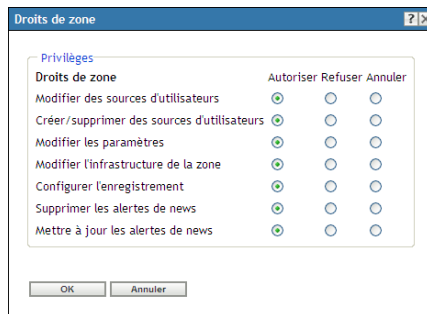 Droits de zone ? X
Privilèges
Droits de zone Autoriser Refuser Annuler
Modifier des sources d'utilisateurs
Créer/supprimer des sources d'utilisateurs
Modifier les paramètres
Modifier l'infrastructure de la zone
Configurer l'enregistrement
Supprimer les alertes de news
Mettre à jour les alertes de news
OK Annuler